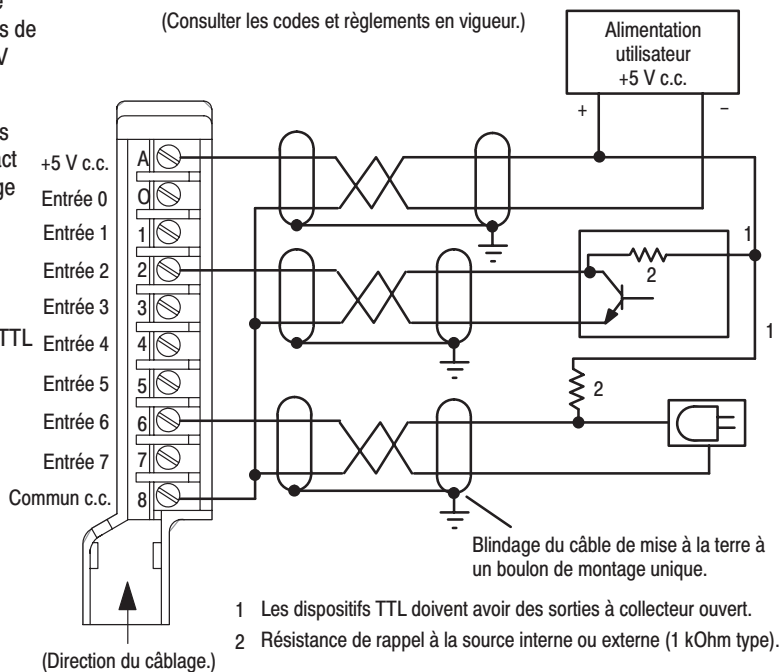 s de
V
(Consulter les codes et règlements en vigueur.)
Alimentation
utilisateur
+5 V c.c.
+
−
s
act
ge
TTL
+5 V c.c.
A
Entrée 0
O
Entrée 1
1
Entrée 2
2
Entrée 3
3
Entrée 4
4
Entrée 5
5
Entrée 6
6
Entrée 7
7
Commun c.c.
8
1
2
1
2
Blindage du câble de mise à la terre à
un boulon de montage unique.
1 Les dispositifs TTL doivent avoir des sorties à collecteur ouvert.
2 Résistance de rappel à la source interne ou externe (1 kOhm type).
(Direction du câblage.)